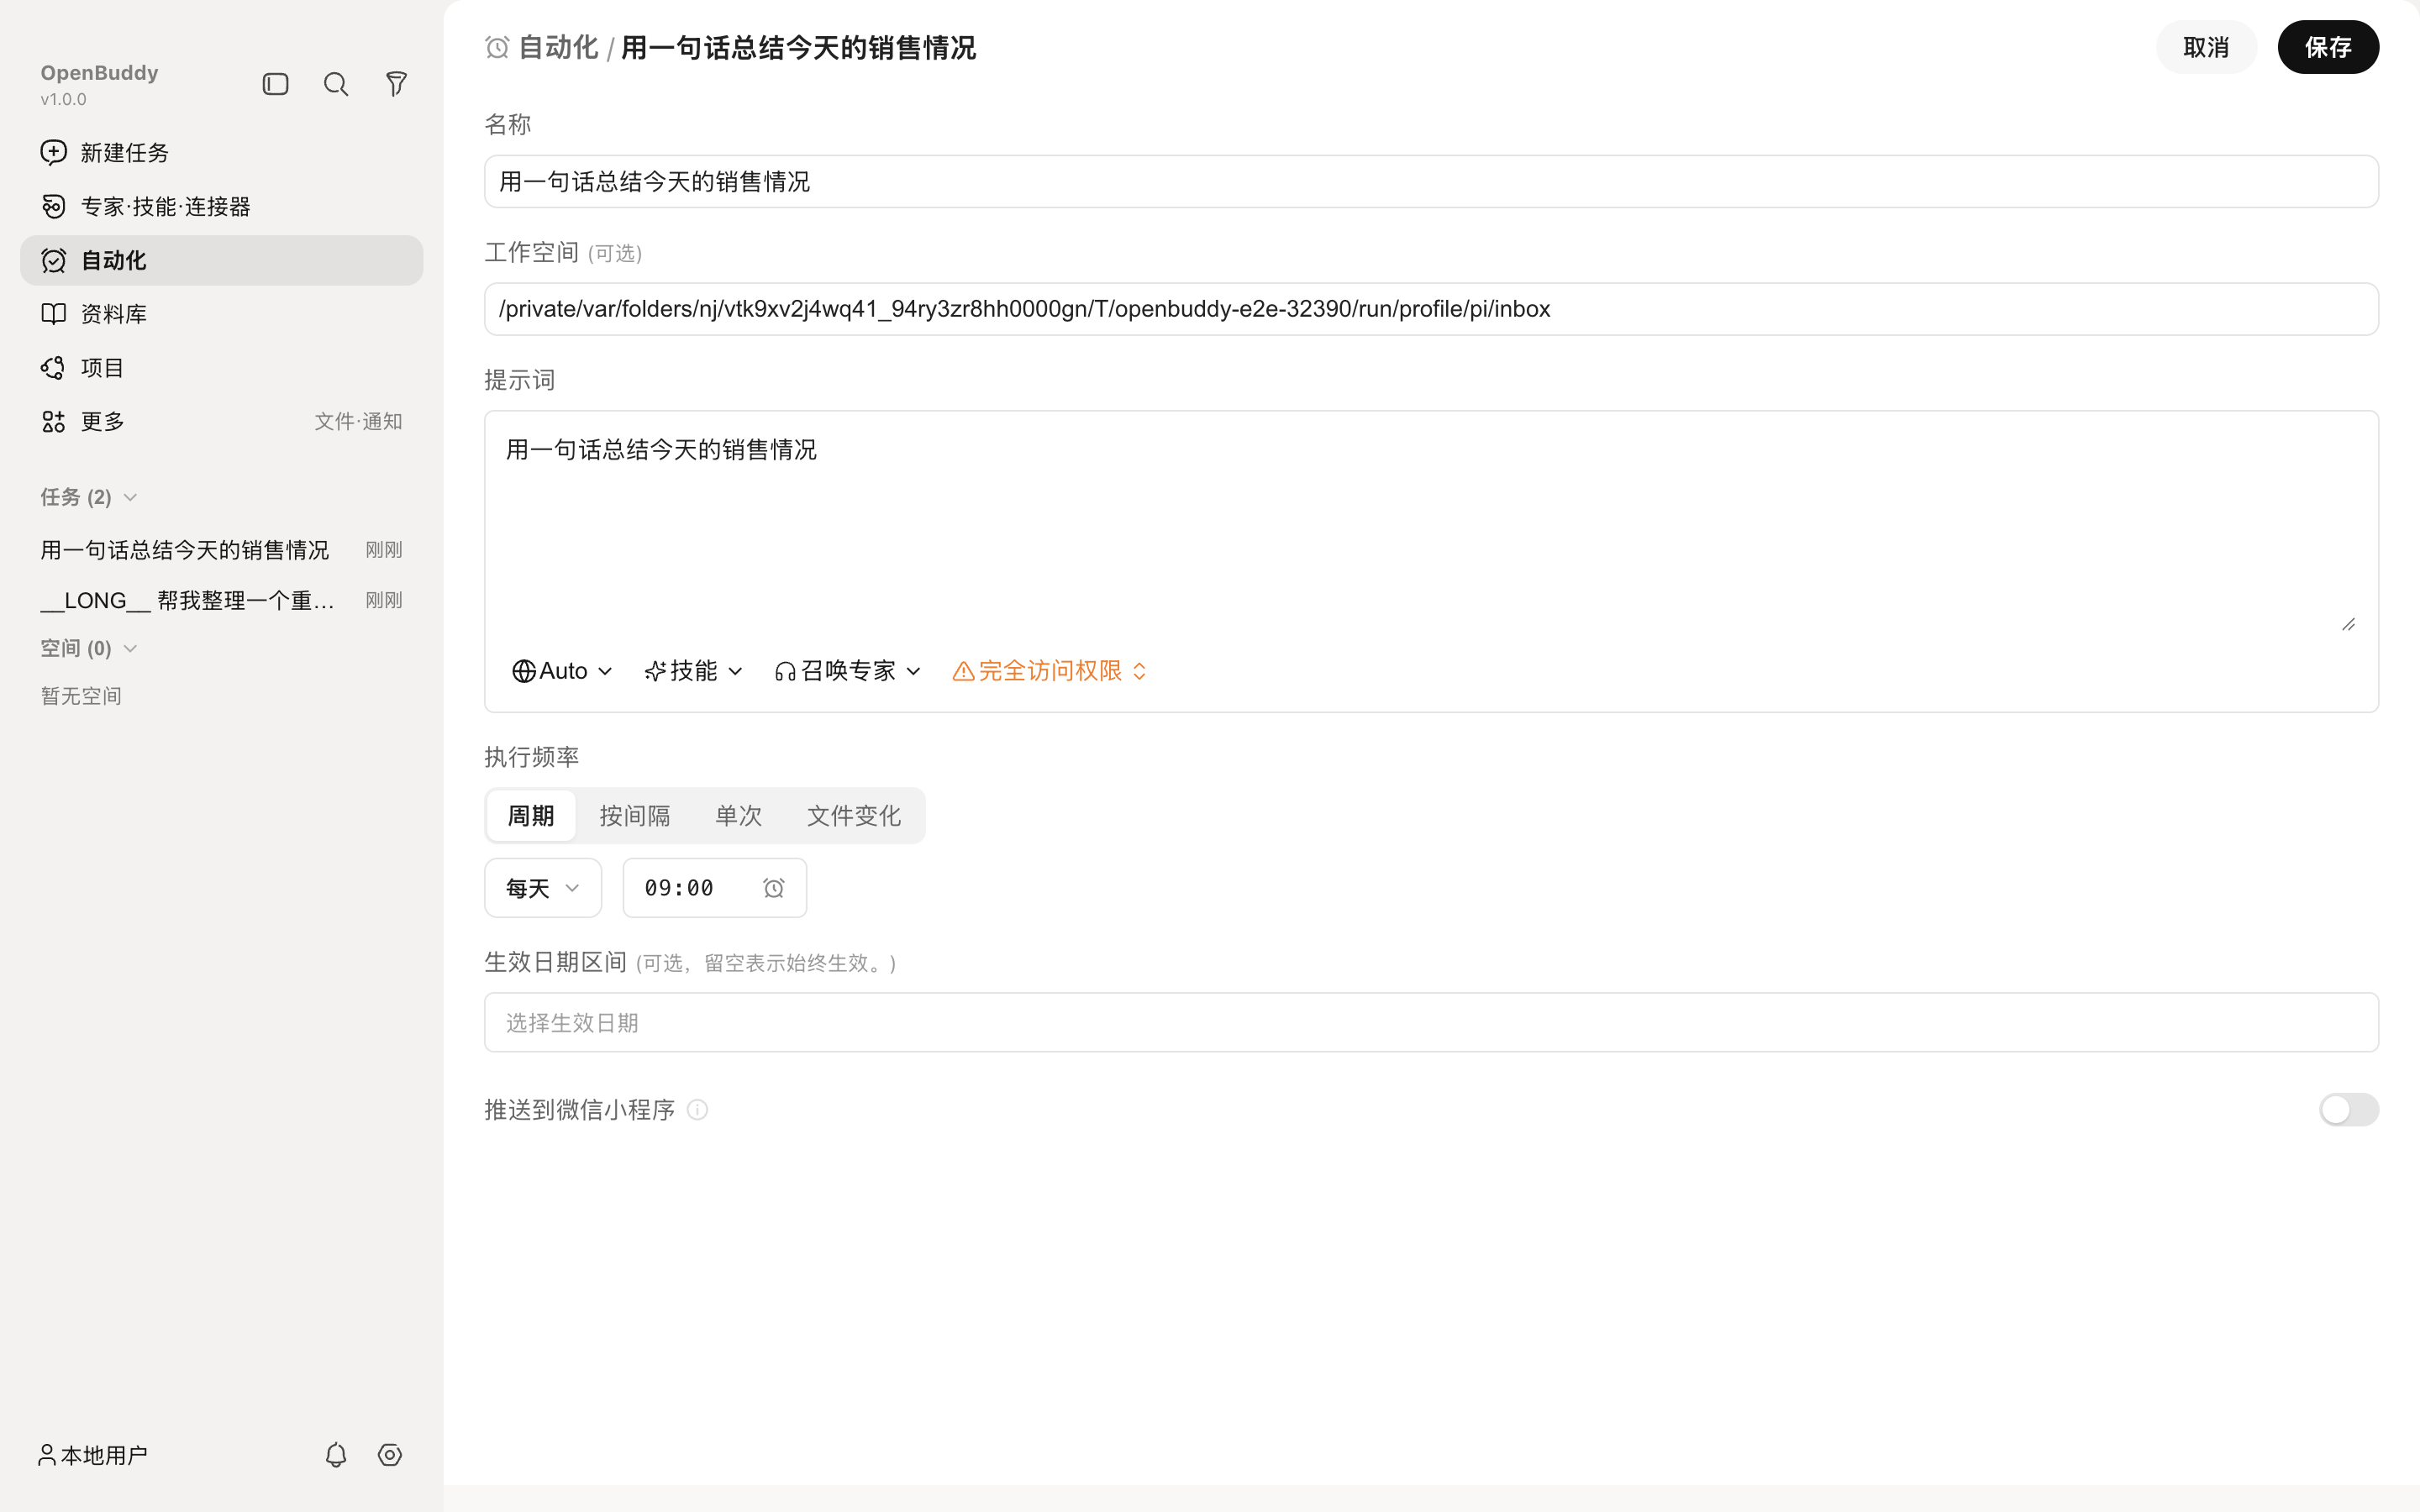 OpenBuddy
v1.0.0
新建任务
专家·技能·连接器
自动化
资料库
项目
更多 文件·通知
任务 (2)
用一句话总结今天的销售情况 刚刚
__LONG__ 帮我整理一个重... 刚刚
空间 (0)
暂无空间
本地用户
自动化 / 用一句话总结今天的销售情况
取消 保存
名称
用一句话总结今天的销售情况
工作空间 (可选)
/private/var/folders/nj/vtk9xv2j4wq41_94ry3zr8hh0000gn/T/openbuddy-e2e-32390/run/profile/pi/inbox
提示词
用一句话总结今天的销售情况
Auto 技能 召唤专家 完全访问权限
执行频率
周期 按间隔 单次 文件变化
每天 09:00
生效日期区间 (可选，留空表示始终生效。)
选择生效日期
推送到微信小程序